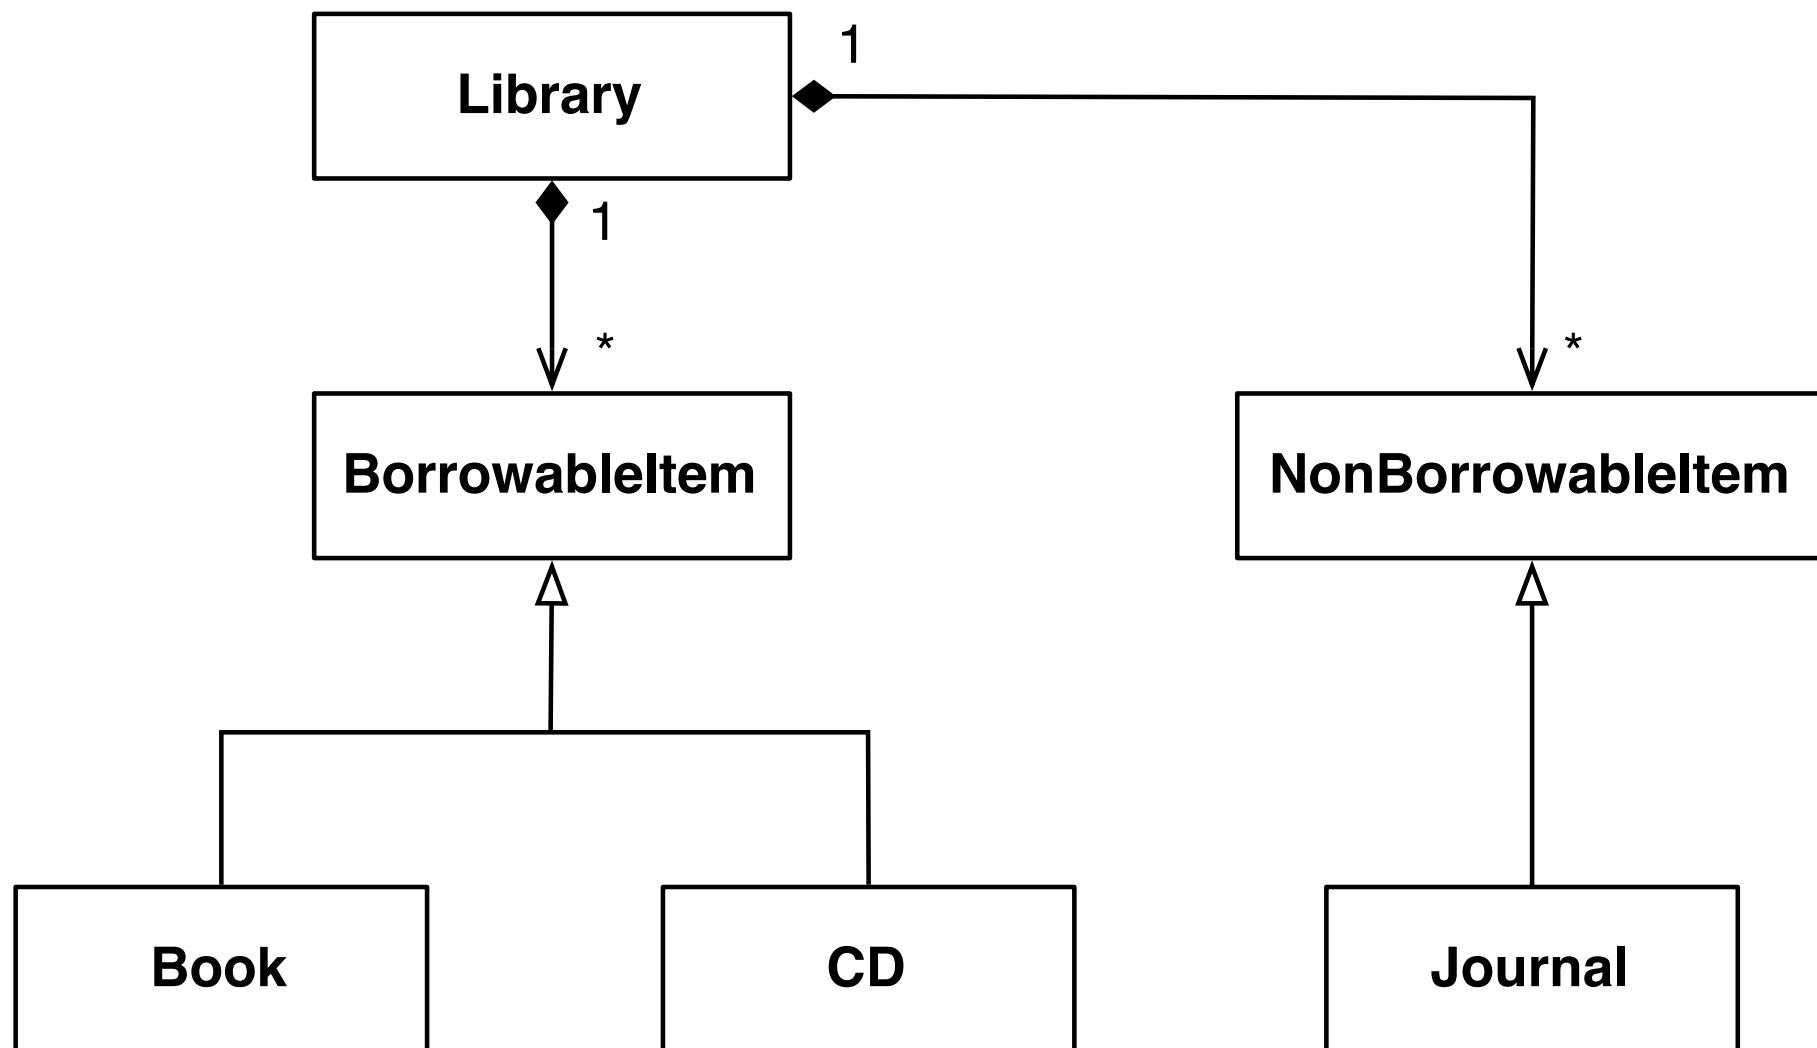 Library
1
1
*
*
BorrowableItem
NonBorrowableItem
Book
CD
Journal